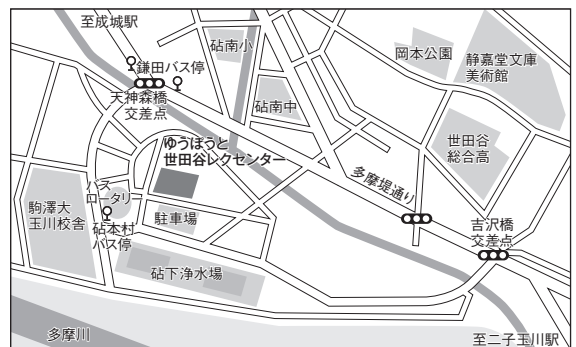 至成城駅
砧南小
鎌田バス停
天神森橋
交差点
砧南中
岡本公園
静嘉堂文庫
美術館
ゆうぽうと
世田谷レクセンター
世田谷
総合高
多摩堤通り
バス
ロータリー
駒澤大
玉川校舎
砧本村
バス停
駐車場
吉沢橋
交差点
砧下浄水場
多摩川
至二子玉川駅